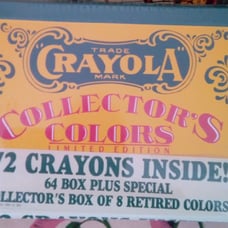 TRADE
"CRAYOLA"
MARK
COLLECTOR'S
COLORS
LIMITED EDITION
72 CRAYONS INSIDE!
64 BOX PLUS SPECIAL
COLLECTOR'S BOX OF 8 RETIRED COLORS